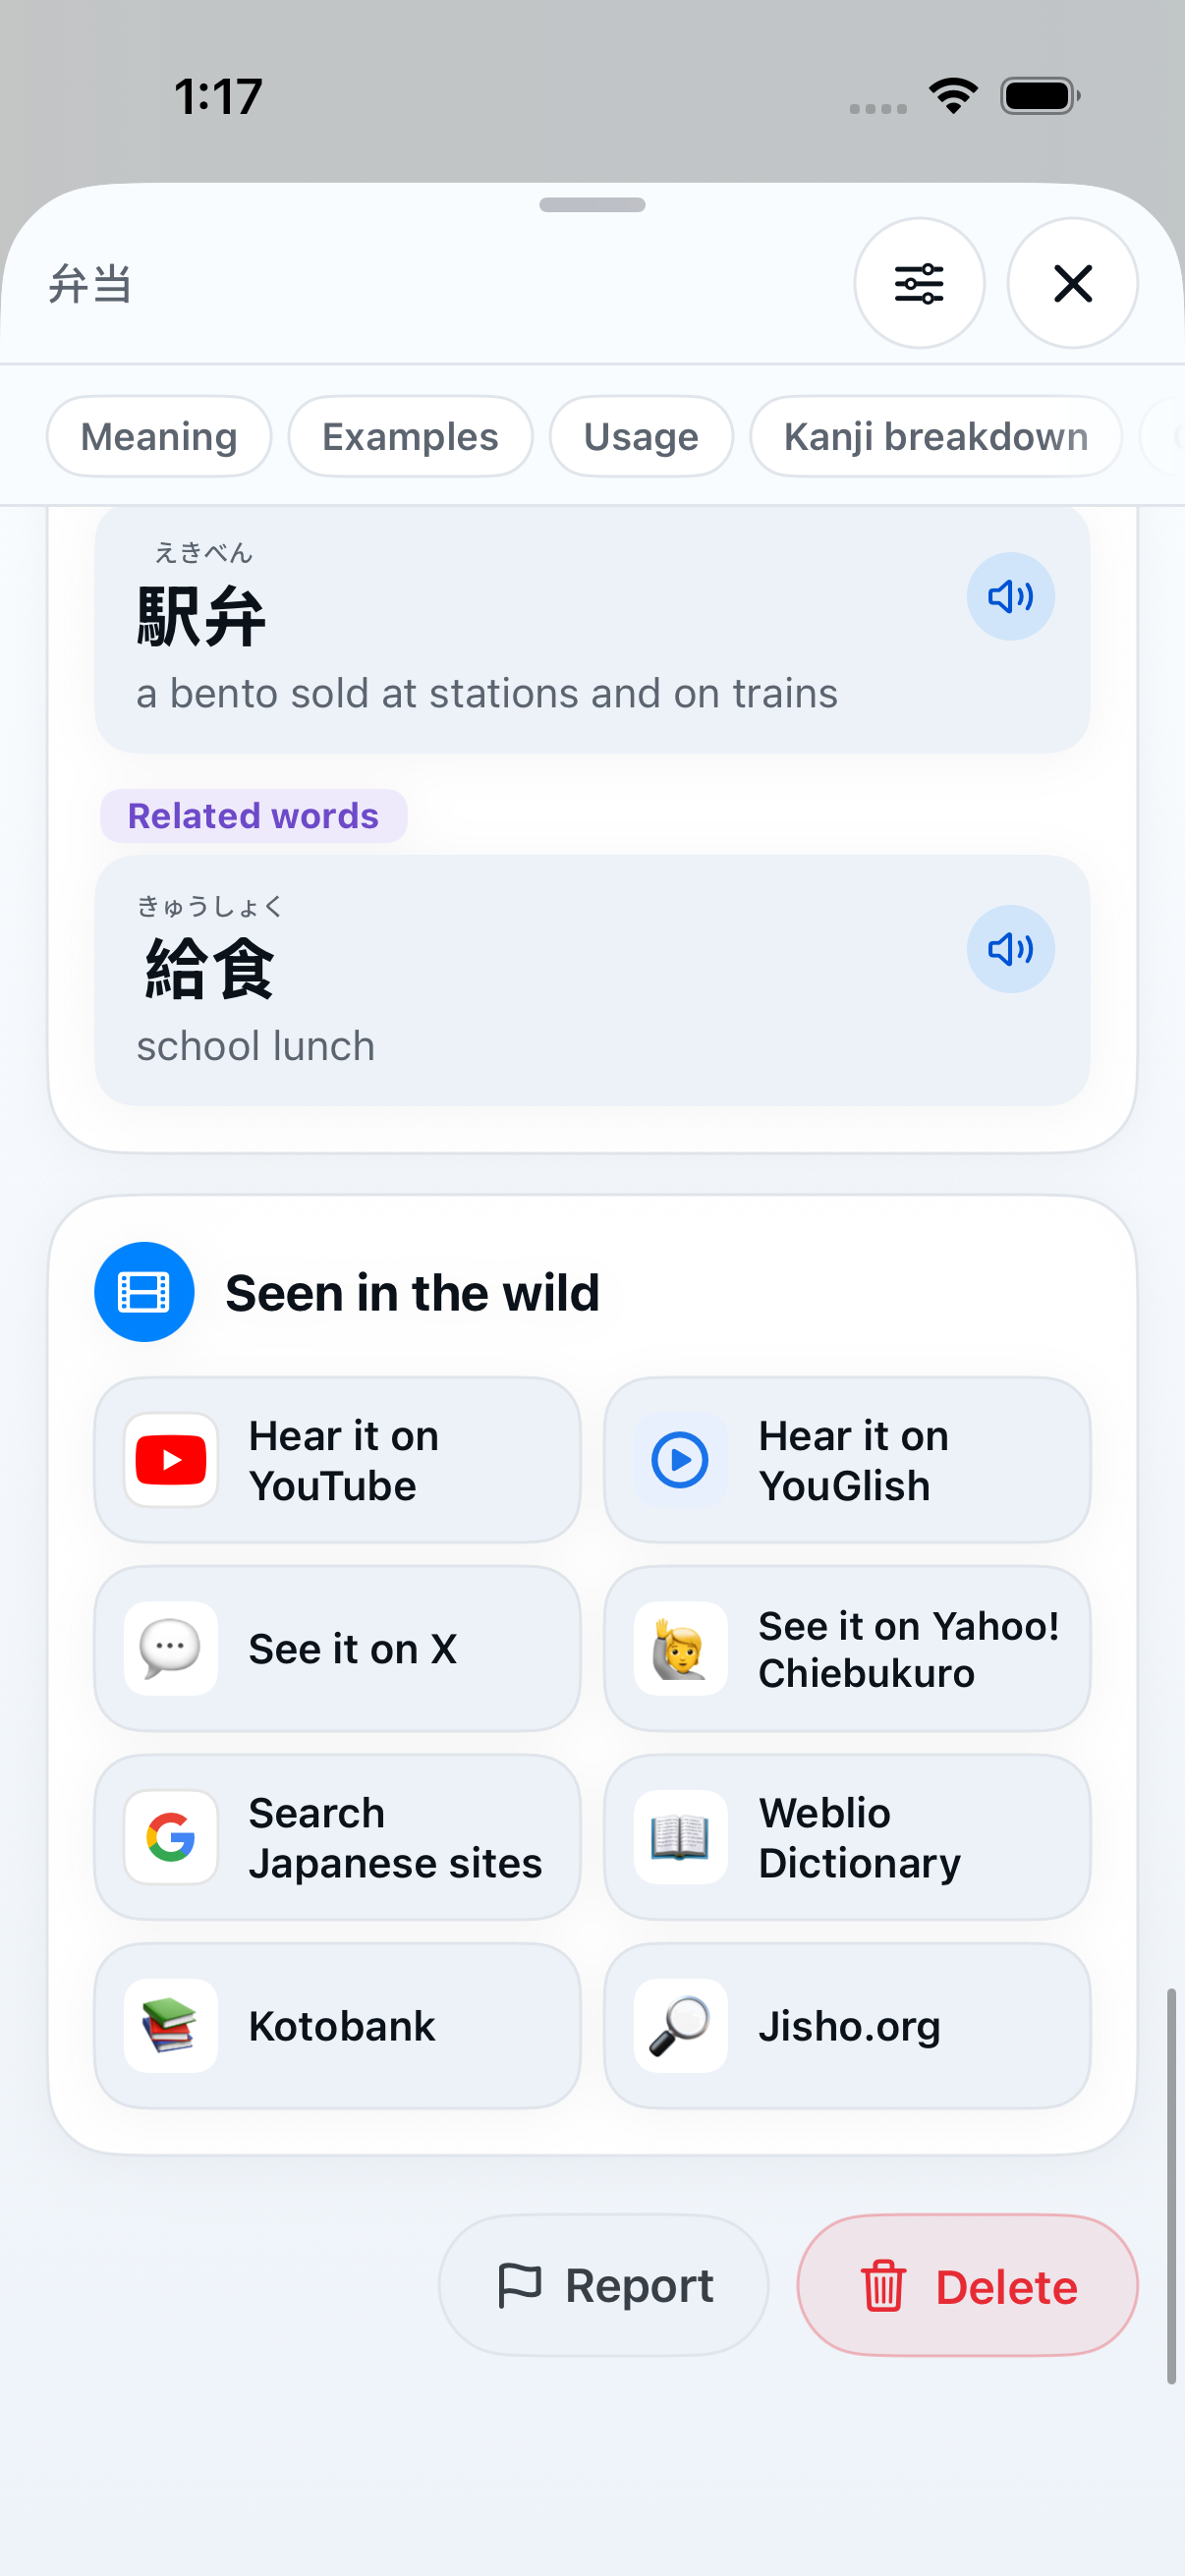 1:17
弁当
Meaning
Examples
Usage
Kanji breakdown
えきべん
駅弁
a bento sold at stations and on trains
Related words
きゅうしょく
給食
school lunch
Seen in the wild
Hear it on
YouTube
Hear it on
YouGlish
See it on X
See it on Yahoo!
Chiebukuro
Search
Japanese sites
Weblio
Dictionary
Kotobank
Jisho.org
Report
Delete